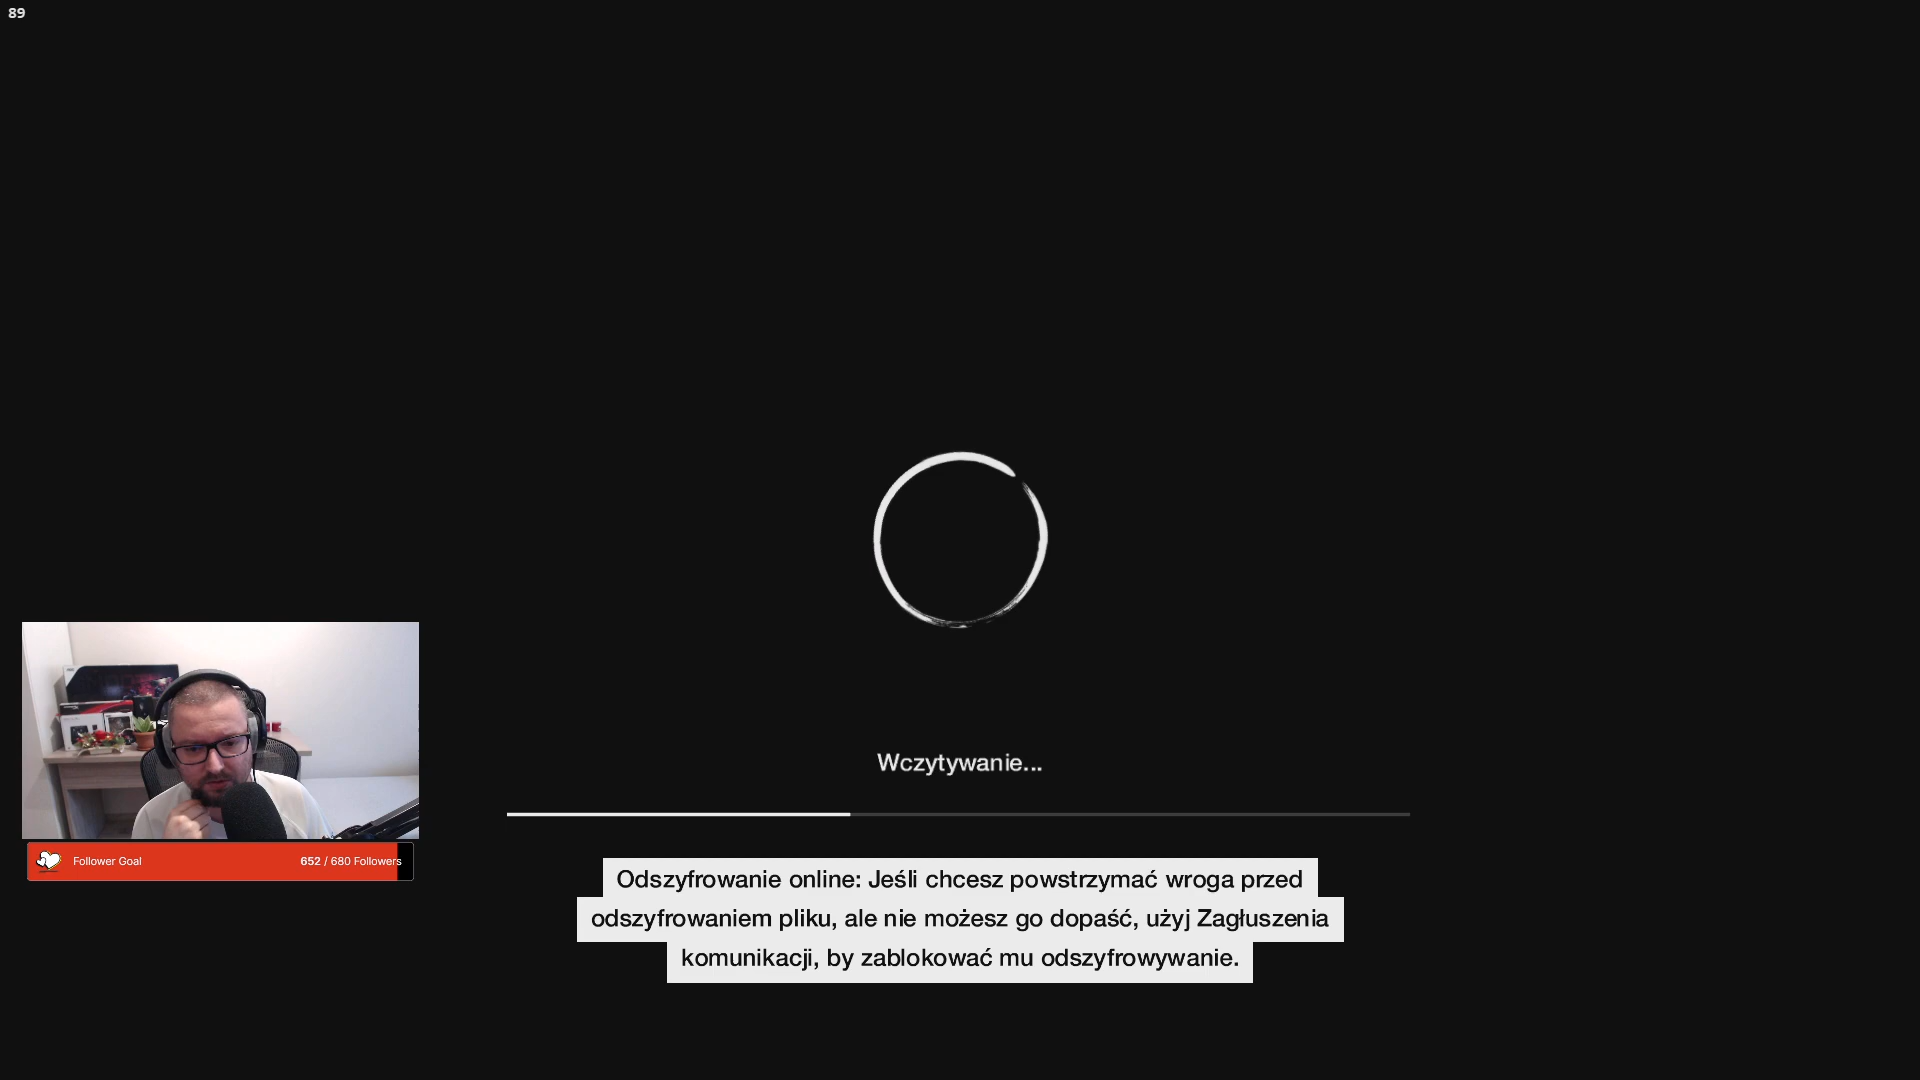 89
Wczytywanie...
Follower Goal 652 / 680 Followers
Odszyfrowanie online: Jeśli chcesz powstrzymać wroga przed
odszyfrowaniem pliku, ale nie możesz go dopaść, użyj Zagłuszenia
komunikacji, by zablokować mu odszyfrowywanie.